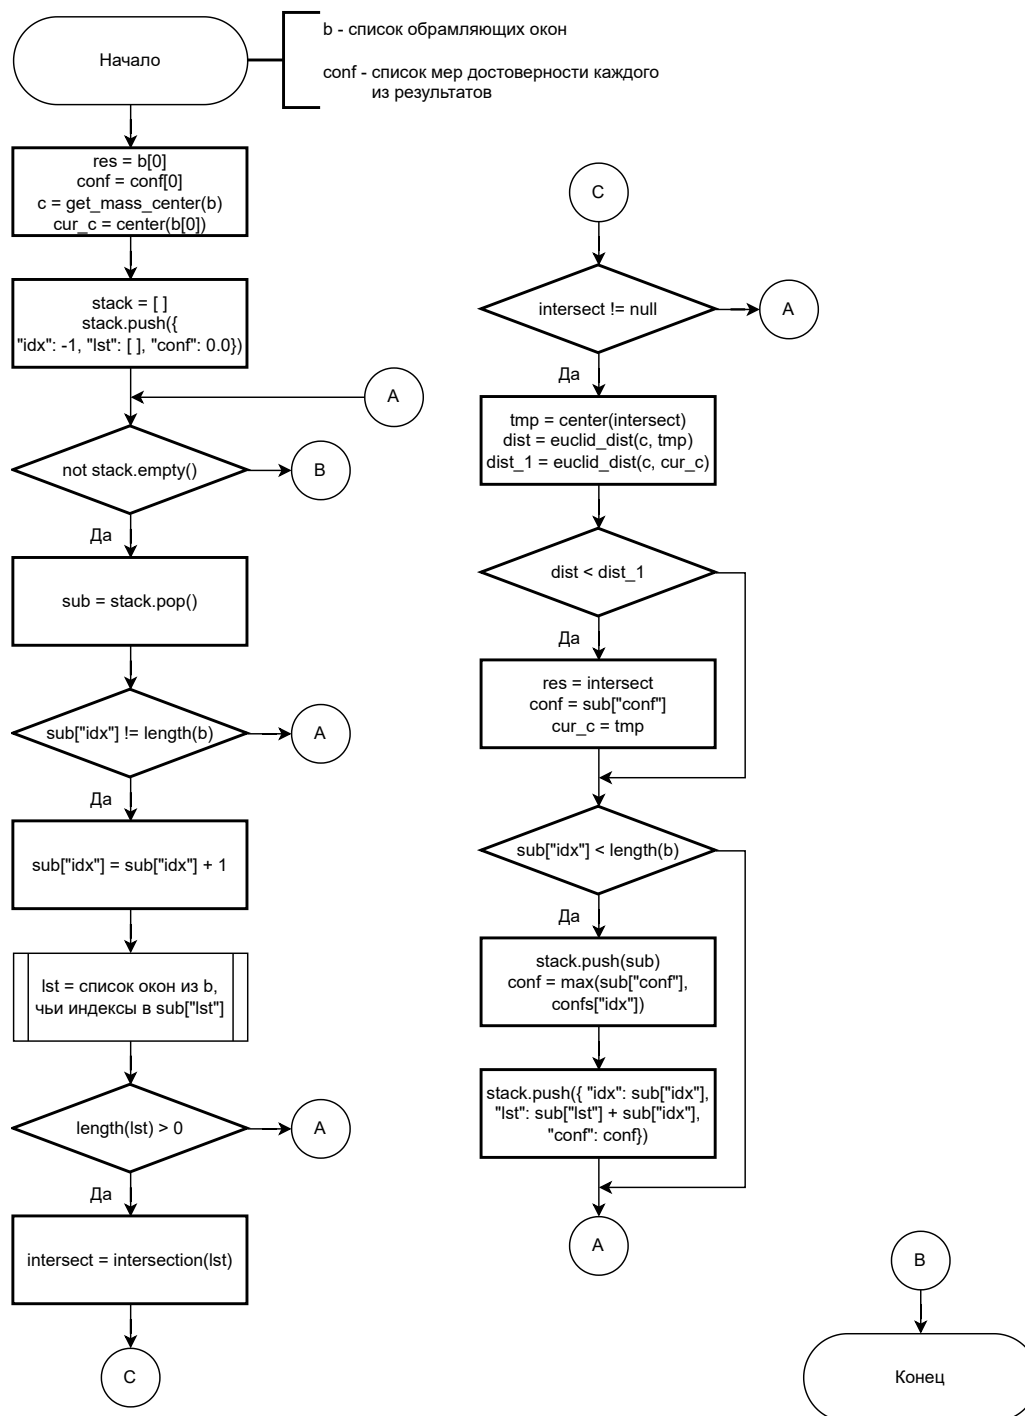 Начало
b - список обрамляющих окон
conf - список мер достоверности каждого
из результатов
res = b[0]
conf = conf[0]
c = get_mass_center(b)
cur_c = center(b[0])
stack = [ ]
stack.push({
"idx": -1, "lst": [ ], "conf": 0.0})
A
not stack.empty()
B
Да
sub = stack.pop()
sub["idx"] != length(b)
A
Да
sub["idx"] = sub["idx"] + 1
lst = список окон из b,
чьи индексы в sub["lst"]
length(lst) > 0
A
Да
intersect = intersection(lst)
C
C
intersect != null
A
Да
tmp = center(intersect)
dist = euclid_dist(c, tmp)
dist_1 = euclid_dist(c, cur_c)
dist < dist_1
Да
res = intersect
conf = sub["conf"]
cur_c = tmp
sub["idx"] < length(b)
Да
stack.push(sub)
conf = max(sub["conf"],
confs["idx"])
stack.push({ "idx": sub["idx"],
"lst": sub["lst"] + sub["idx"],
"conf": conf})
A
B
Конец